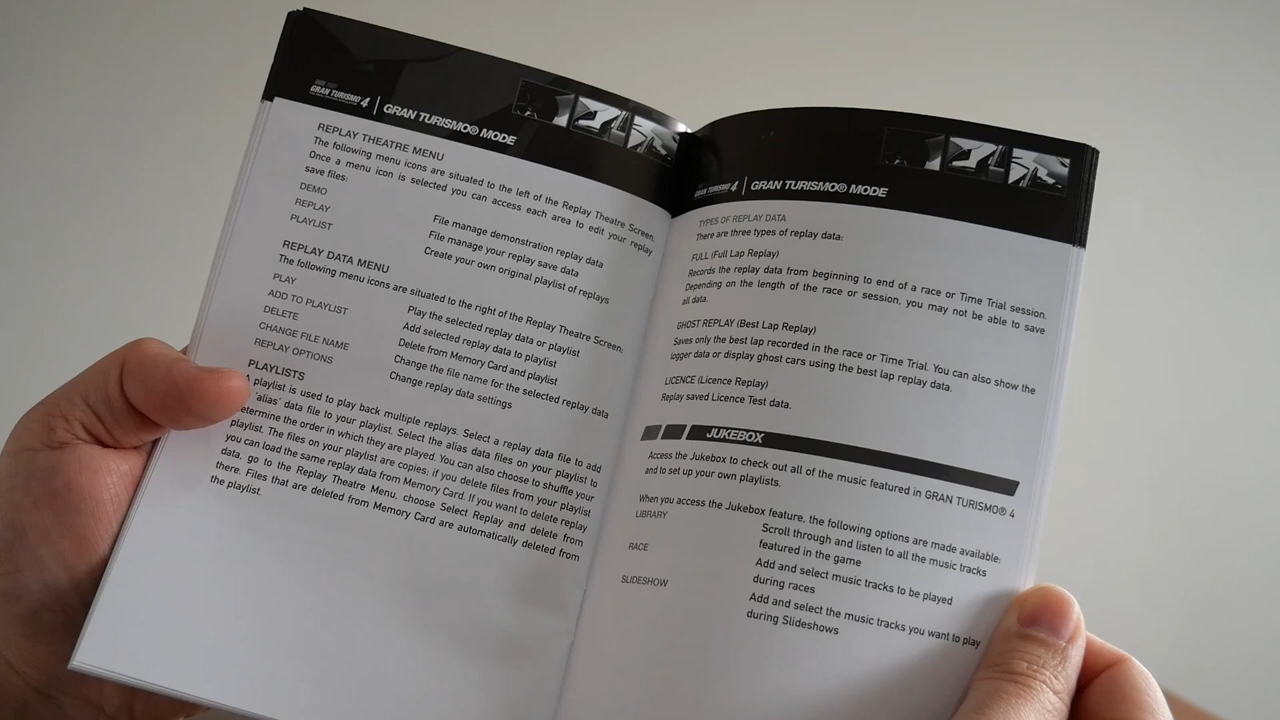 GRAN TURISMO 4 | GRAN TURISMO® MODE
REPLAY THEATRE MENU
The following menu icons are situated to the left of the Replay Theatre Screen.
Once a menu icon is selected you can access each area to edit your replay
save files:
DEMO File manage demonstration replay data
REPLAY File manage your replay save data
PLAYLIST Create your own original playlist of replays
REPLAY DATA MENU
The following menu icons are situated to the right of the Replay Theatre Screen:
PLAY Play the selected replay data or playlist
ADD TO PLAYLIST Add selected replay data to playlist
DELETE Delete from Memory Card and playlist
CHANGE FILE NAME Change the file name for the selected replay data
REPLAY OPTIONS Change replay data settings
PLAYLISTS
playlist is used to play back multiple replays. Select a replay data file to add
'alias' data file to your playlist. Select the alias data files on your playlist to
determine the order in which they are played. You can also choose to shuffle your
playlist. The files on your playlist are copies; if you delete files from your playlist
you can load the same replay data from Memory Card. If you want to delete replay
data, go to the Replay Theatre Menu, choose Select Replay and delete from
there. Files that are deleted from Memory Card are automatically deleted from
the playlist.
GRAN TURISMO 4 | GRAN TURISMO® MODE
TYPES OF REPLAY DATA
There are three types of replay data:
FULL (Full Lap Replay)
Records the replay data from beginning to end of a race or Time Trial session.
Depending on the length of the race or session, you may not be able to save
all data.
GHOST REPLAY (Best Lap Replay)
Saves only the best lap recorded in the race or Time Trial. You can also show the
logger data or display ghost cars using the best lap replay data.
LICENCE (Licence Replay)
Replay saved Licence Test data.
JUKEBOX
Access the Jukebox to check out all of the music featured in GRAN TURISMO® 4
and to set up your own playlists.
When you access the Jukebox feature, the following options are made available:
LIBRARY Scroll through and listen to all the music tracks
featured in the game
RACE Add and select music tracks to be played
during races
SLIDESHOW Add and select the music tracks you want to play
during Slideshows